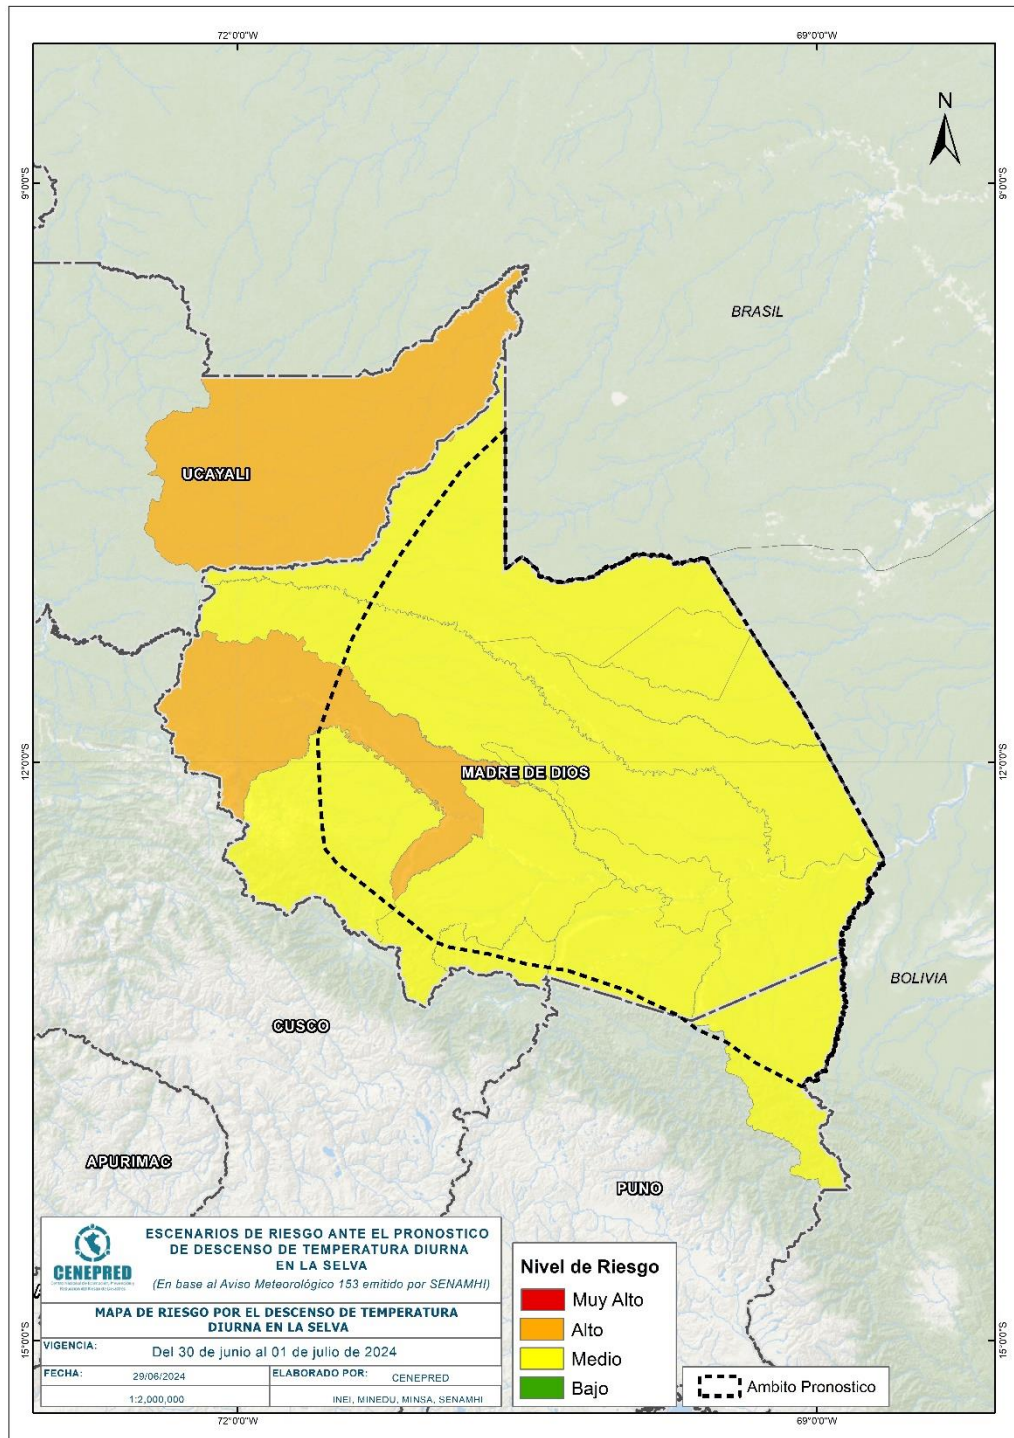 72°0'0"W
69°0'0"W
N
9°0'0"S
9°0'0"S
BRASIL
UCAYALI
12°0'0"S
12°0'0"S
MADRE DE DIOS
BOLIVIA
CUSCO
APURIMAC
PUNO
CENEPRED
ESCENARIOS DE RIESGO ANTE EL PRONOSTICO
DE DESCENSO DE TEMPERATURA DIURNA
EN LA SELVA
(En base al Aviso Meteorológico 153 emitido por SENAMHI)
MAPA DE RIESGO POR EL DESCENSO DE TEMPERATURA
DIURNA EN LA SELVA
VIGENCIA:
Del 30 de junio al 01 de julio de 2024
FECHA:
29/06/2024
ELABORADO POR:
CENEPRED
1:2,000,000
INEI, MINEDU, MINSA, SENAMHI
Nivel de Riesgo
Muy Alto
Alto
Medio
Bajo
Ambito Pronostico
15°0'0"S
15°0'0"S
72°0'0"W
69°0'0"W